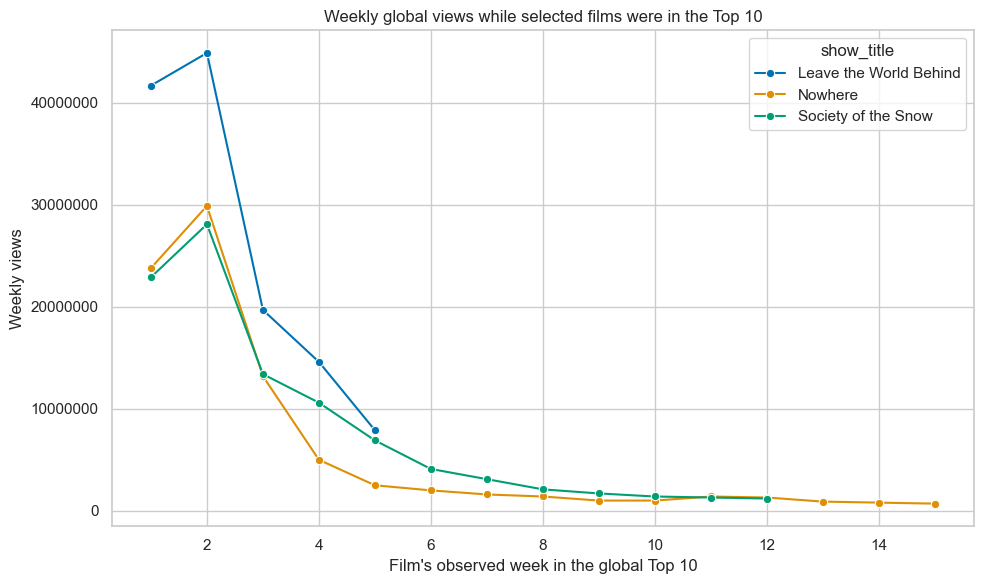 Weekly global views while selected films were in the Top 10
show_title
Leave the World Behind
Nowhere
Society of the Snow
Weekly views
40000000
30000000
20000000
10000000
0
2 4 6 8 10 12 14
Film's observed week in the global Top 10